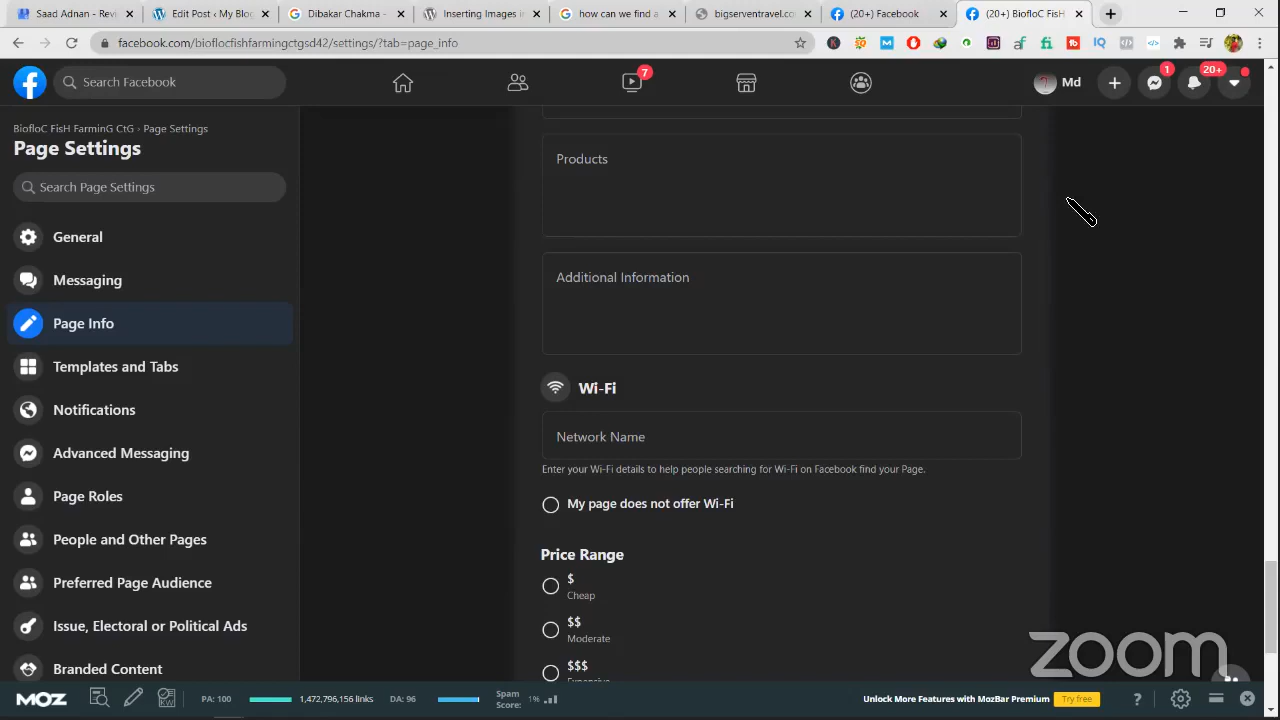 Saad Adnan - Revi
Edit Post ‹ My Blog
Dibakar Chakma -
Inserting Images in
how can we find a
bigserventravel.co
(20+) Facebook
(20+) BiofloC FisH
facebook.com/bioflocfishfarmingctgsd42/settings/?tab=page_info
Search Facebook
7
Md
1
20+
BiofloC FisH FarminG CtG › Page Settings
Page Settings
Search Page Settings
General
Messaging
Page Info
Templates and Tabs
Notifications
Advanced Messaging
Page Roles
People and Other Pages
Preferred Page Audience
Issue, Electoral or Political Ads
Branded Content
Products
Additional Information
Wi-Fi
Network Name
Enter your Wi-Fi details to help people searching for Wi-Fi on Facebook find your Page.
My page does not offer Wi-Fi
Price Range
$
Cheap
$$
Moderate
$$$
Expensive
zoom
MOZ
PA: 100
1,472,796,156 links
DA: 96
Spam Score: 1%
Unlock More Features with MozBar Premium
Try free